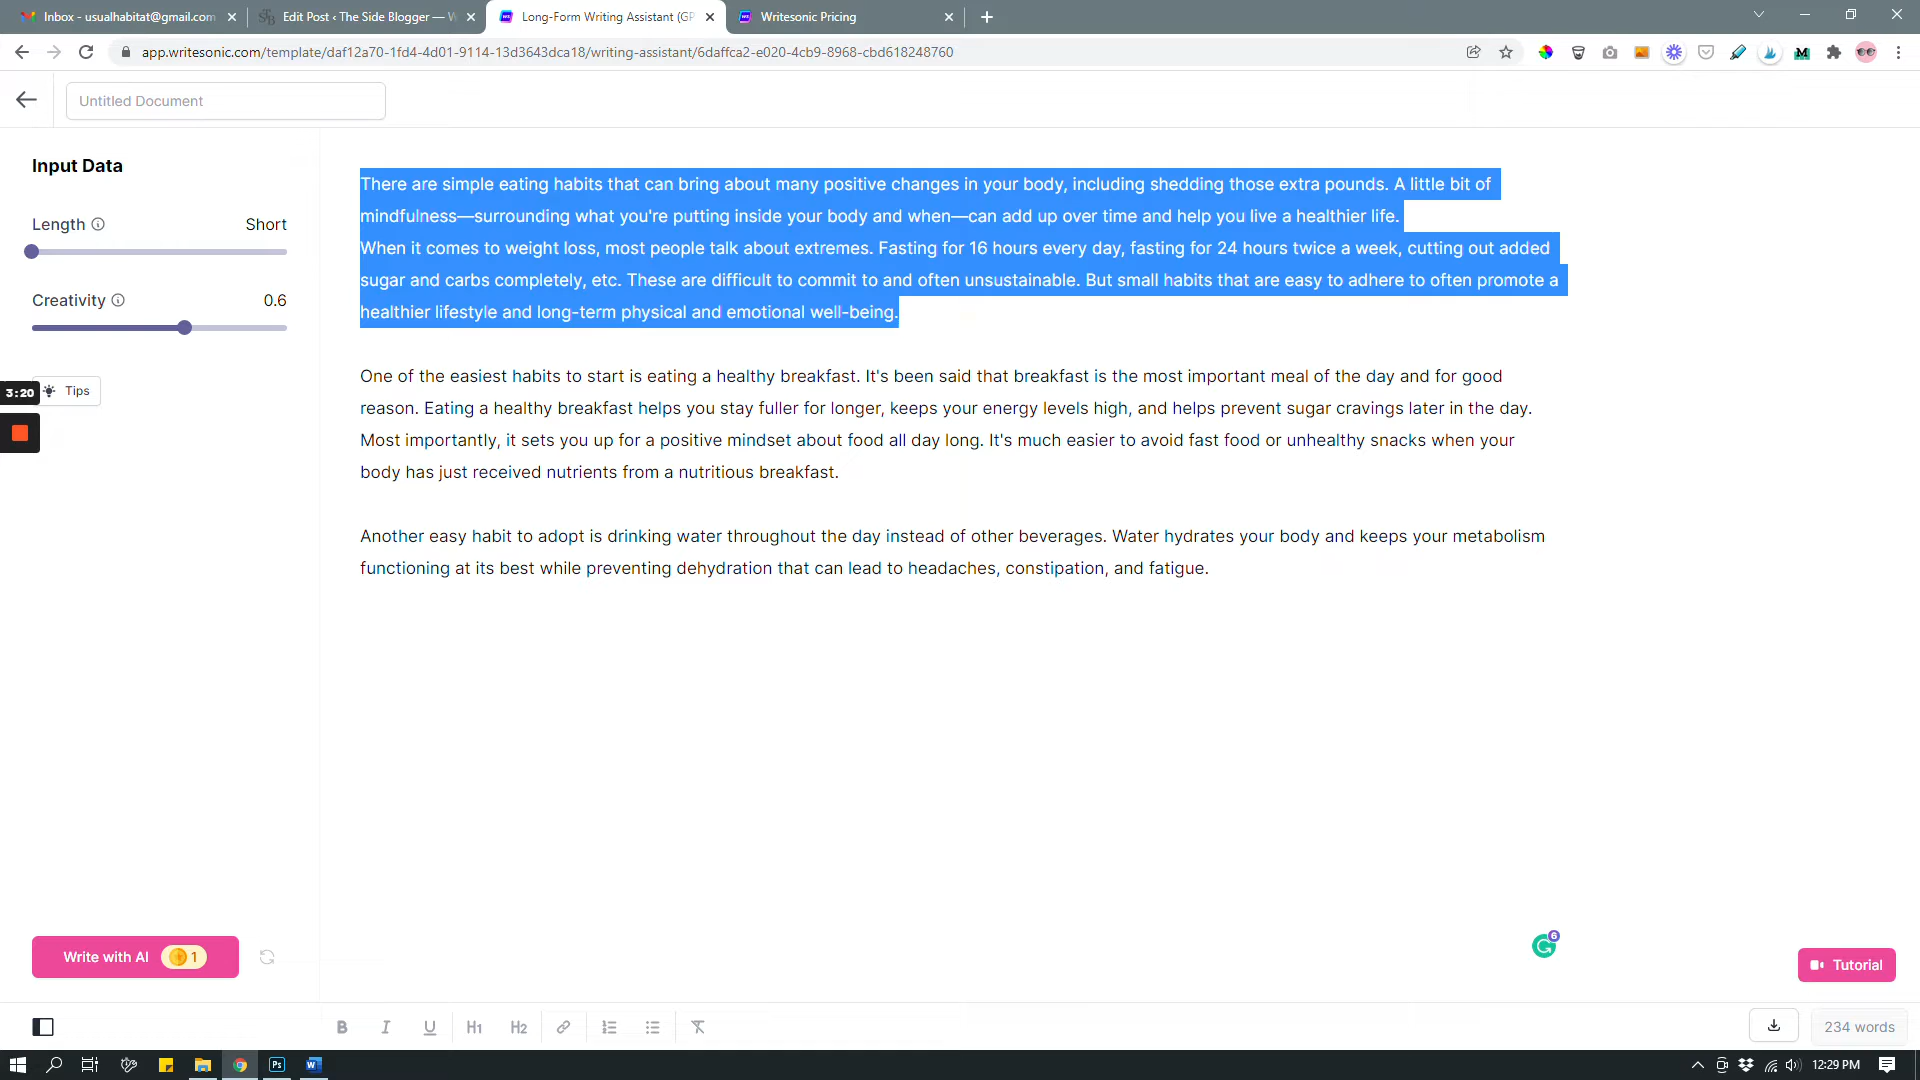 Inbox - usualhabitat@gmail.com
Edit Post ‹ The Side Blogger — W
Long-Form Writing Assistant (GP
Writesonic Pricing
app.writesonic.com/template/daf12a70-1fd4-4d01-9114-13d3643dca18/writing-assistant/6daffca2-e020-4cb9-8968-cbd618248760
Untitled Document
Input Data
Length Short
Creativity 0.6
3:20
Tips
There are simple eating habits that can bring about many positive changes in your body, including shedding those extra pounds. A little bit of
mindfulness—surrounding what you're putting inside your body and when—can add up over time and help you live a healthier life.
When it comes to weight loss, most people talk about extremes. Fasting for 16 hours every day, fasting for 24 hours twice a week, cutting out added
sugar and carbs completely, etc. These are difficult to commit to and often unsustainable. But small habits that are easy to adhere to often promote a
healthier lifestyle and long-term physical and emotional well-being.
One of the easiest habits to start is eating a healthy breakfast. It's been said that breakfast is the most important meal of the day and for good
reason. Eating a healthy breakfast helps you stay fuller for longer, keeps your energy levels high, and helps prevent sugar cravings later in the day.
Most importantly, it sets you up for a positive mindset about food all day long. It's much easier to avoid fast food or unhealthy snacks when your
body has just received nutrients from a nutritious breakfast.
Another easy habit to adopt is drinking water throughout the day instead of other beverages. Water hydrates your body and keeps your metabolism
functioning at its best while preventing dehydration that can lead to headaches, constipation, and fatigue.
Write with AI 1
6
Tutorial
B I U H1 H2
234 words
Ps
12:29 PM